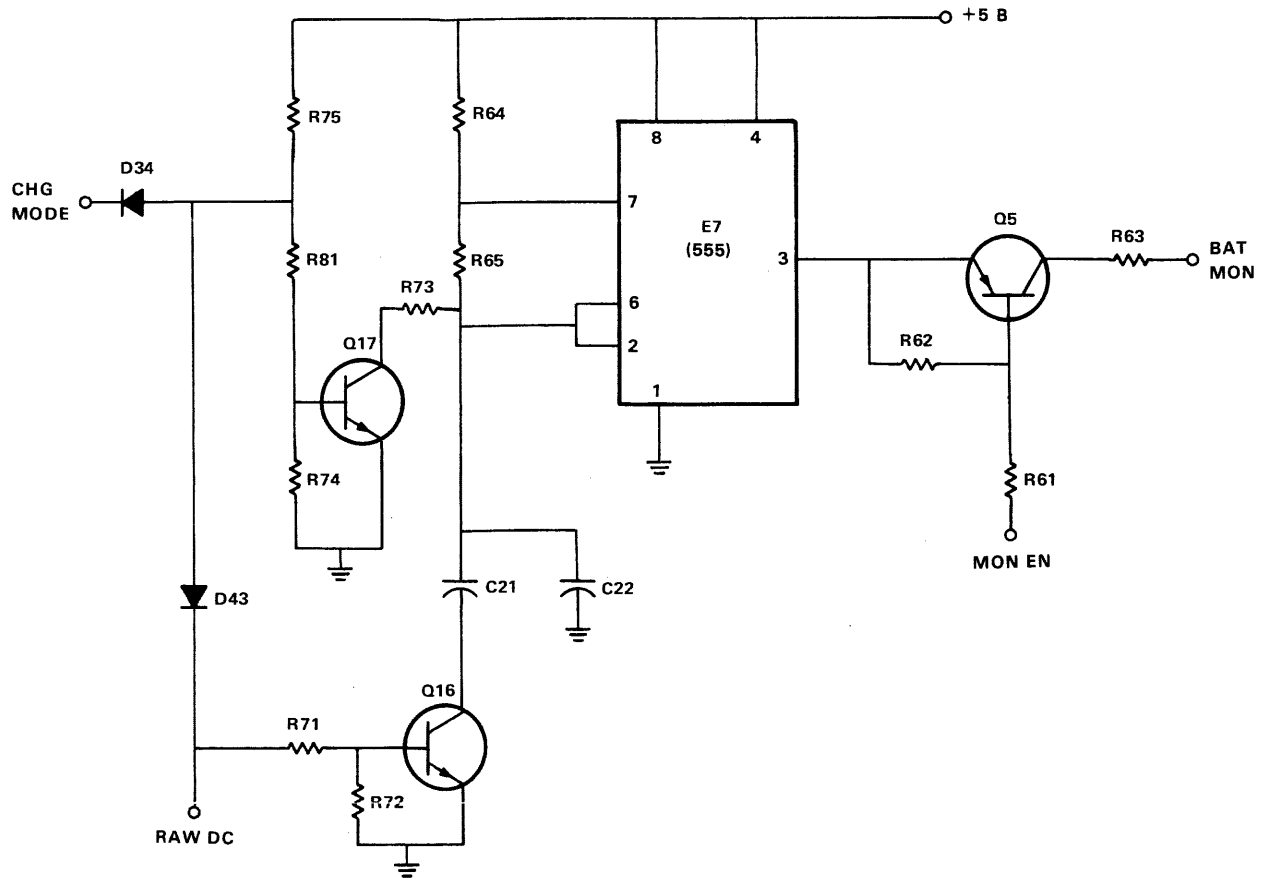 +5 B
R75
R64
8
4
D34
CHG
MODE
7
E7
(555)
Q5
R81
R65
3
R63
BAT
MON
R73
6
Q17
2
R62
1
R74
R61
MON EN
D43
C21
C22
Q16
R71
R72
RAW DC